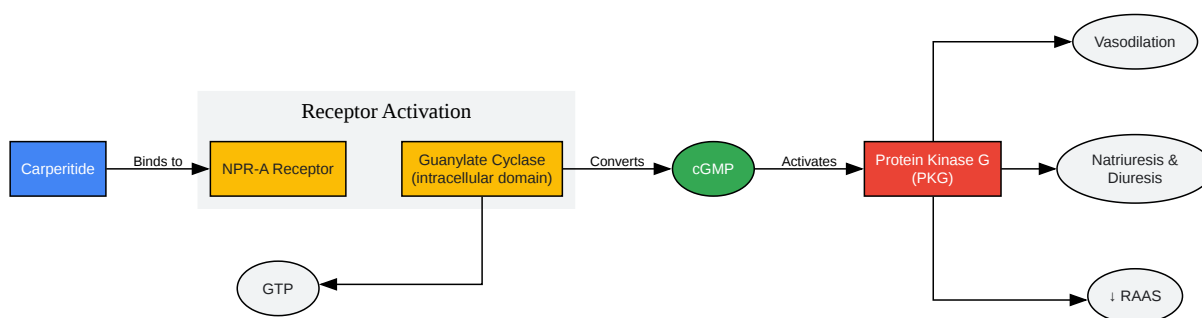 Vasodilation
Receptor Activation
Carperitide
Binds to
NPR-A Receptor
Guanylate Cyclase
(intracellular domain)
Converts
cGMP
Activates
Protein Kinase G
(PKG)
Natriuresis &
Diuresis
GTP
↓ RAAS